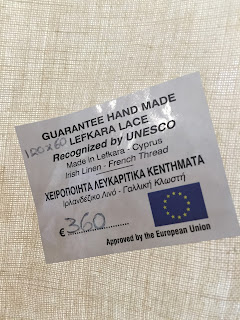 GUARANTEE HAND MADE
120 x 60 LEFKARA LACE
Recognized by UNESCO
Made in Lefkara - Cyprus
Irish Linen - French Thread
ΧΕΙΡΟΠΟΙΗΤΑ ΛΕΥΚΑΡΙΤΙΚΑ ΚΕΝΤΗΜΑΤΑ
Ιρλανδέζικο Λινό - Γαλλική Κλωστή
€ 360
Approved by the European Union